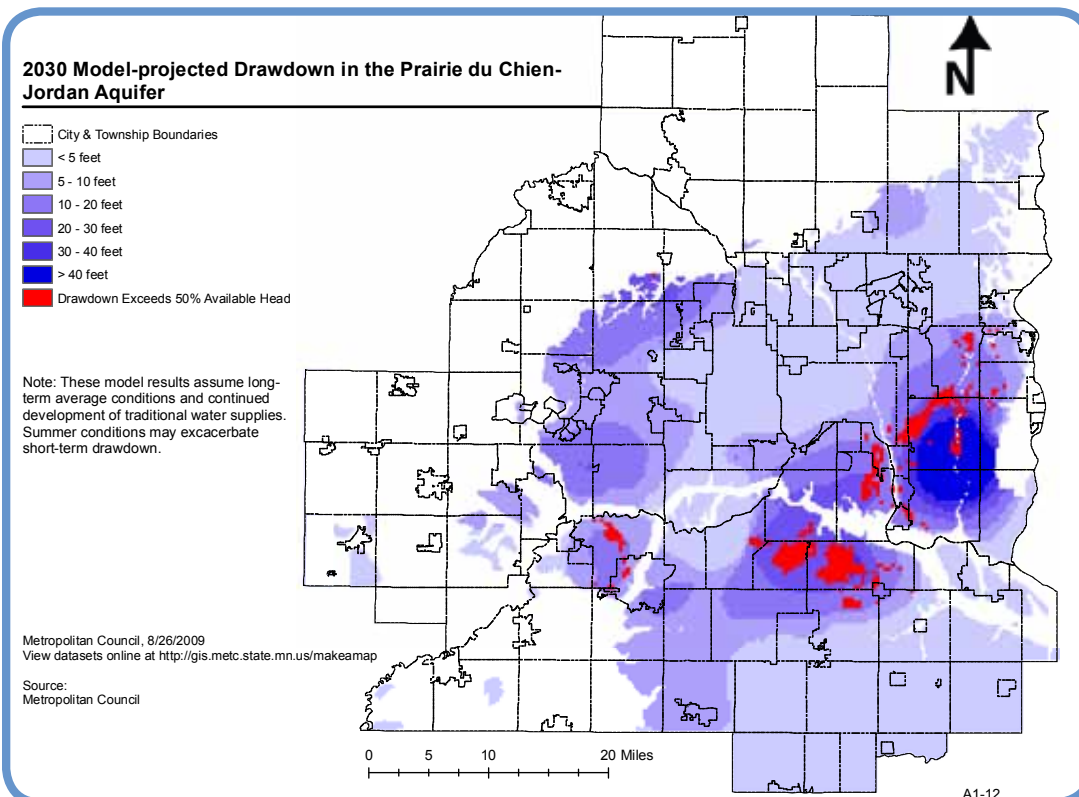 2030 Model-projected Drawdown in the Prairie du Chien-
Jordan Aquifer
N
City & Township Boundaries
< 5 feet
5 - 10 feet
10 - 20 feet
20 - 30 feet
30 - 40 feet
> 40 feet
Drawdown Exceeds 50% Available Head
Note: These model results assume long-
term average conditions and continued
development of traditional water supplies.
Summer conditions may excacerbate
short-term drawdown.
Metropolitan Council, 8/26/2009
View datasets online at http://gis.metc.state.mn.us/makeamap
Source:
Metropolitan Council
0 5 10 20 Miles
A1-12